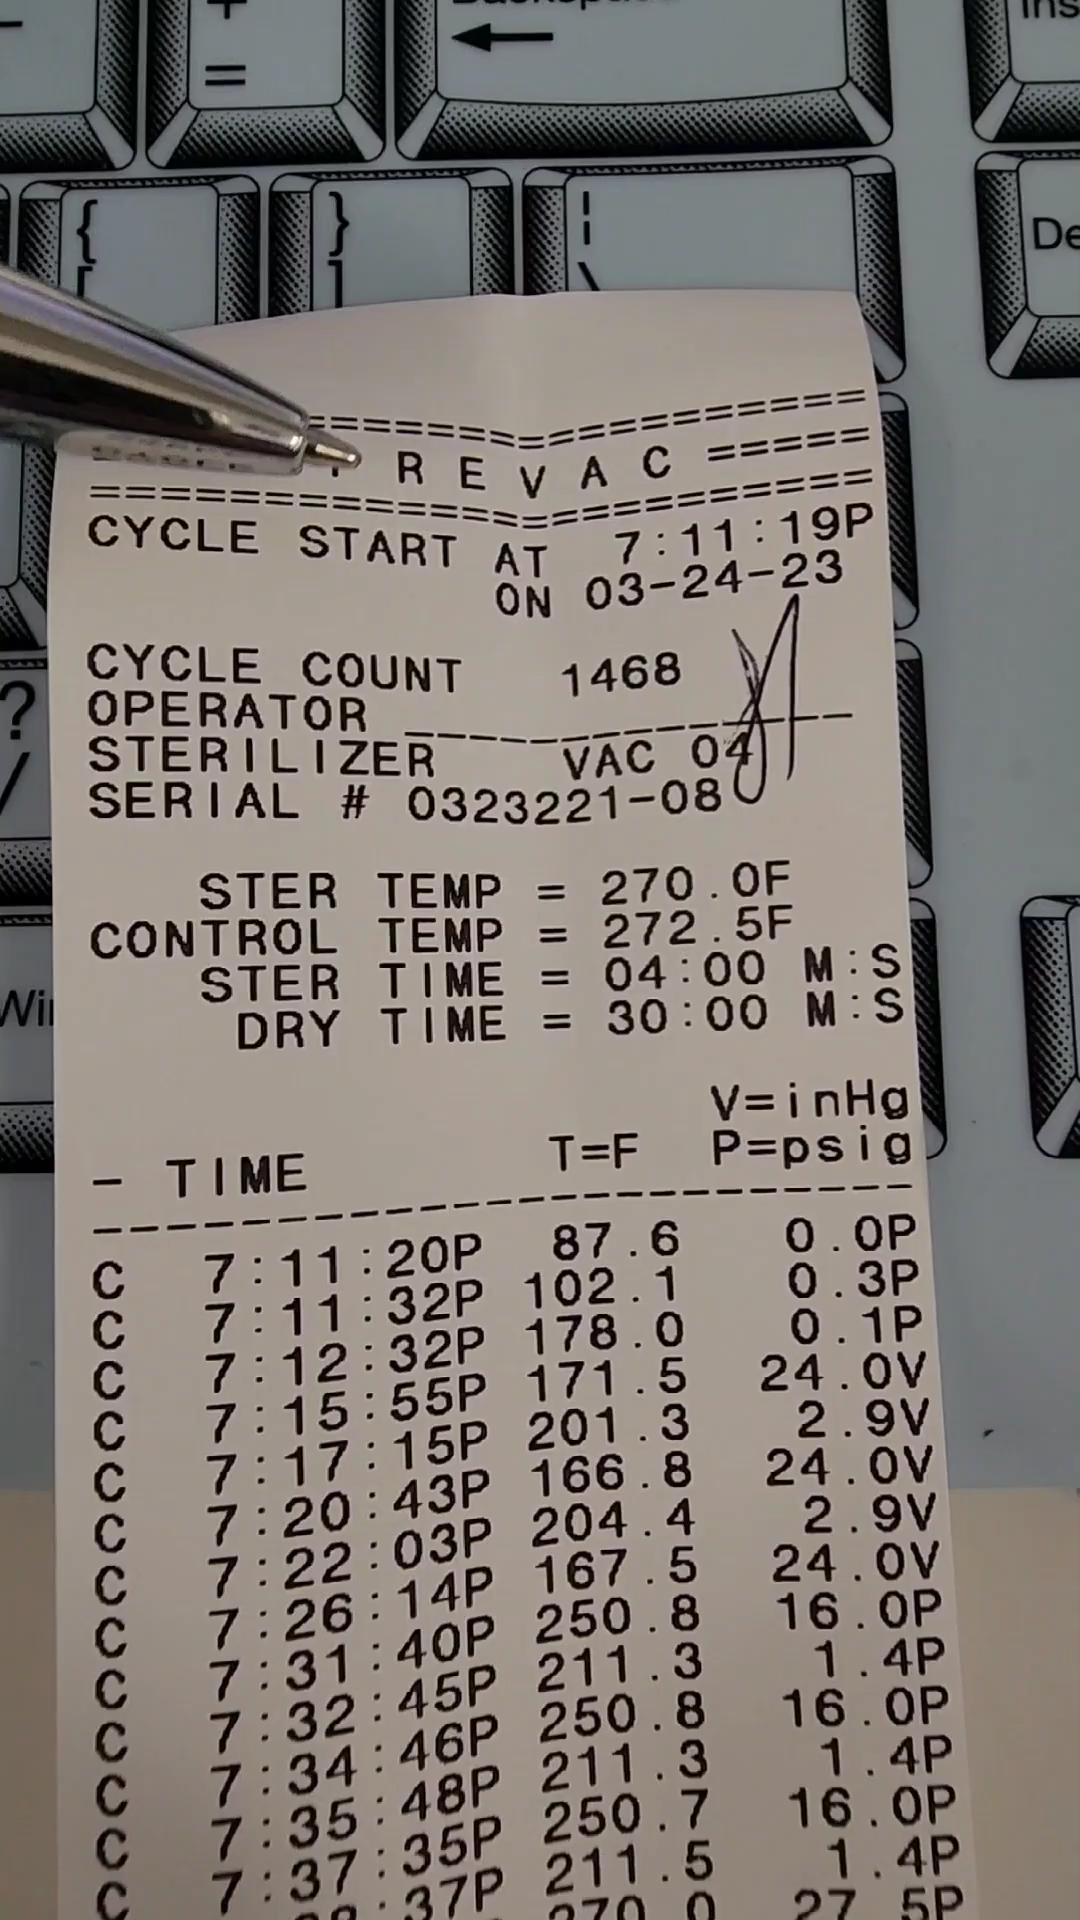 +
=
{
[
}
]
\
?
/
====================
R E V A C =====
====================
CYCLE START AT 7:11:19P
ON 03-24-23
CYCLE COUNT 1468
OPERATOR
STERILIZER VAC 04
SERIAL # 0323221-08
STER TEMP = 270.0F
CONTROL TEMP = 272.5F
STER TIME = 04:00 M:S
DRY TIME = 30:00 M:S
V=inHg
- TIME T=F P=psig
C 7:11:20P 87.6 0.0P
C 7:11:32P 102.1 0.3P
C 7:12:32P 178.0 0.1P
C 7:15:55P 171.5 24.0V
C 7:17:15P 201.3 2.9V
C 7:20:43P 166.8 24.0V
C 7:22:03P 204.4 2.9V
C 7:26:14P 167.5 24.0V
C 7:31:40P 250.8 16.0P
C 7:32:45P 211.3 1.4P
C 7:34:46P 250.8 16.0P
C 7:35:48P 211.3 1.4P
C 7:37:35P 250.7 16.0P
C 37P 211.5 1.4P
270.0 27.5P